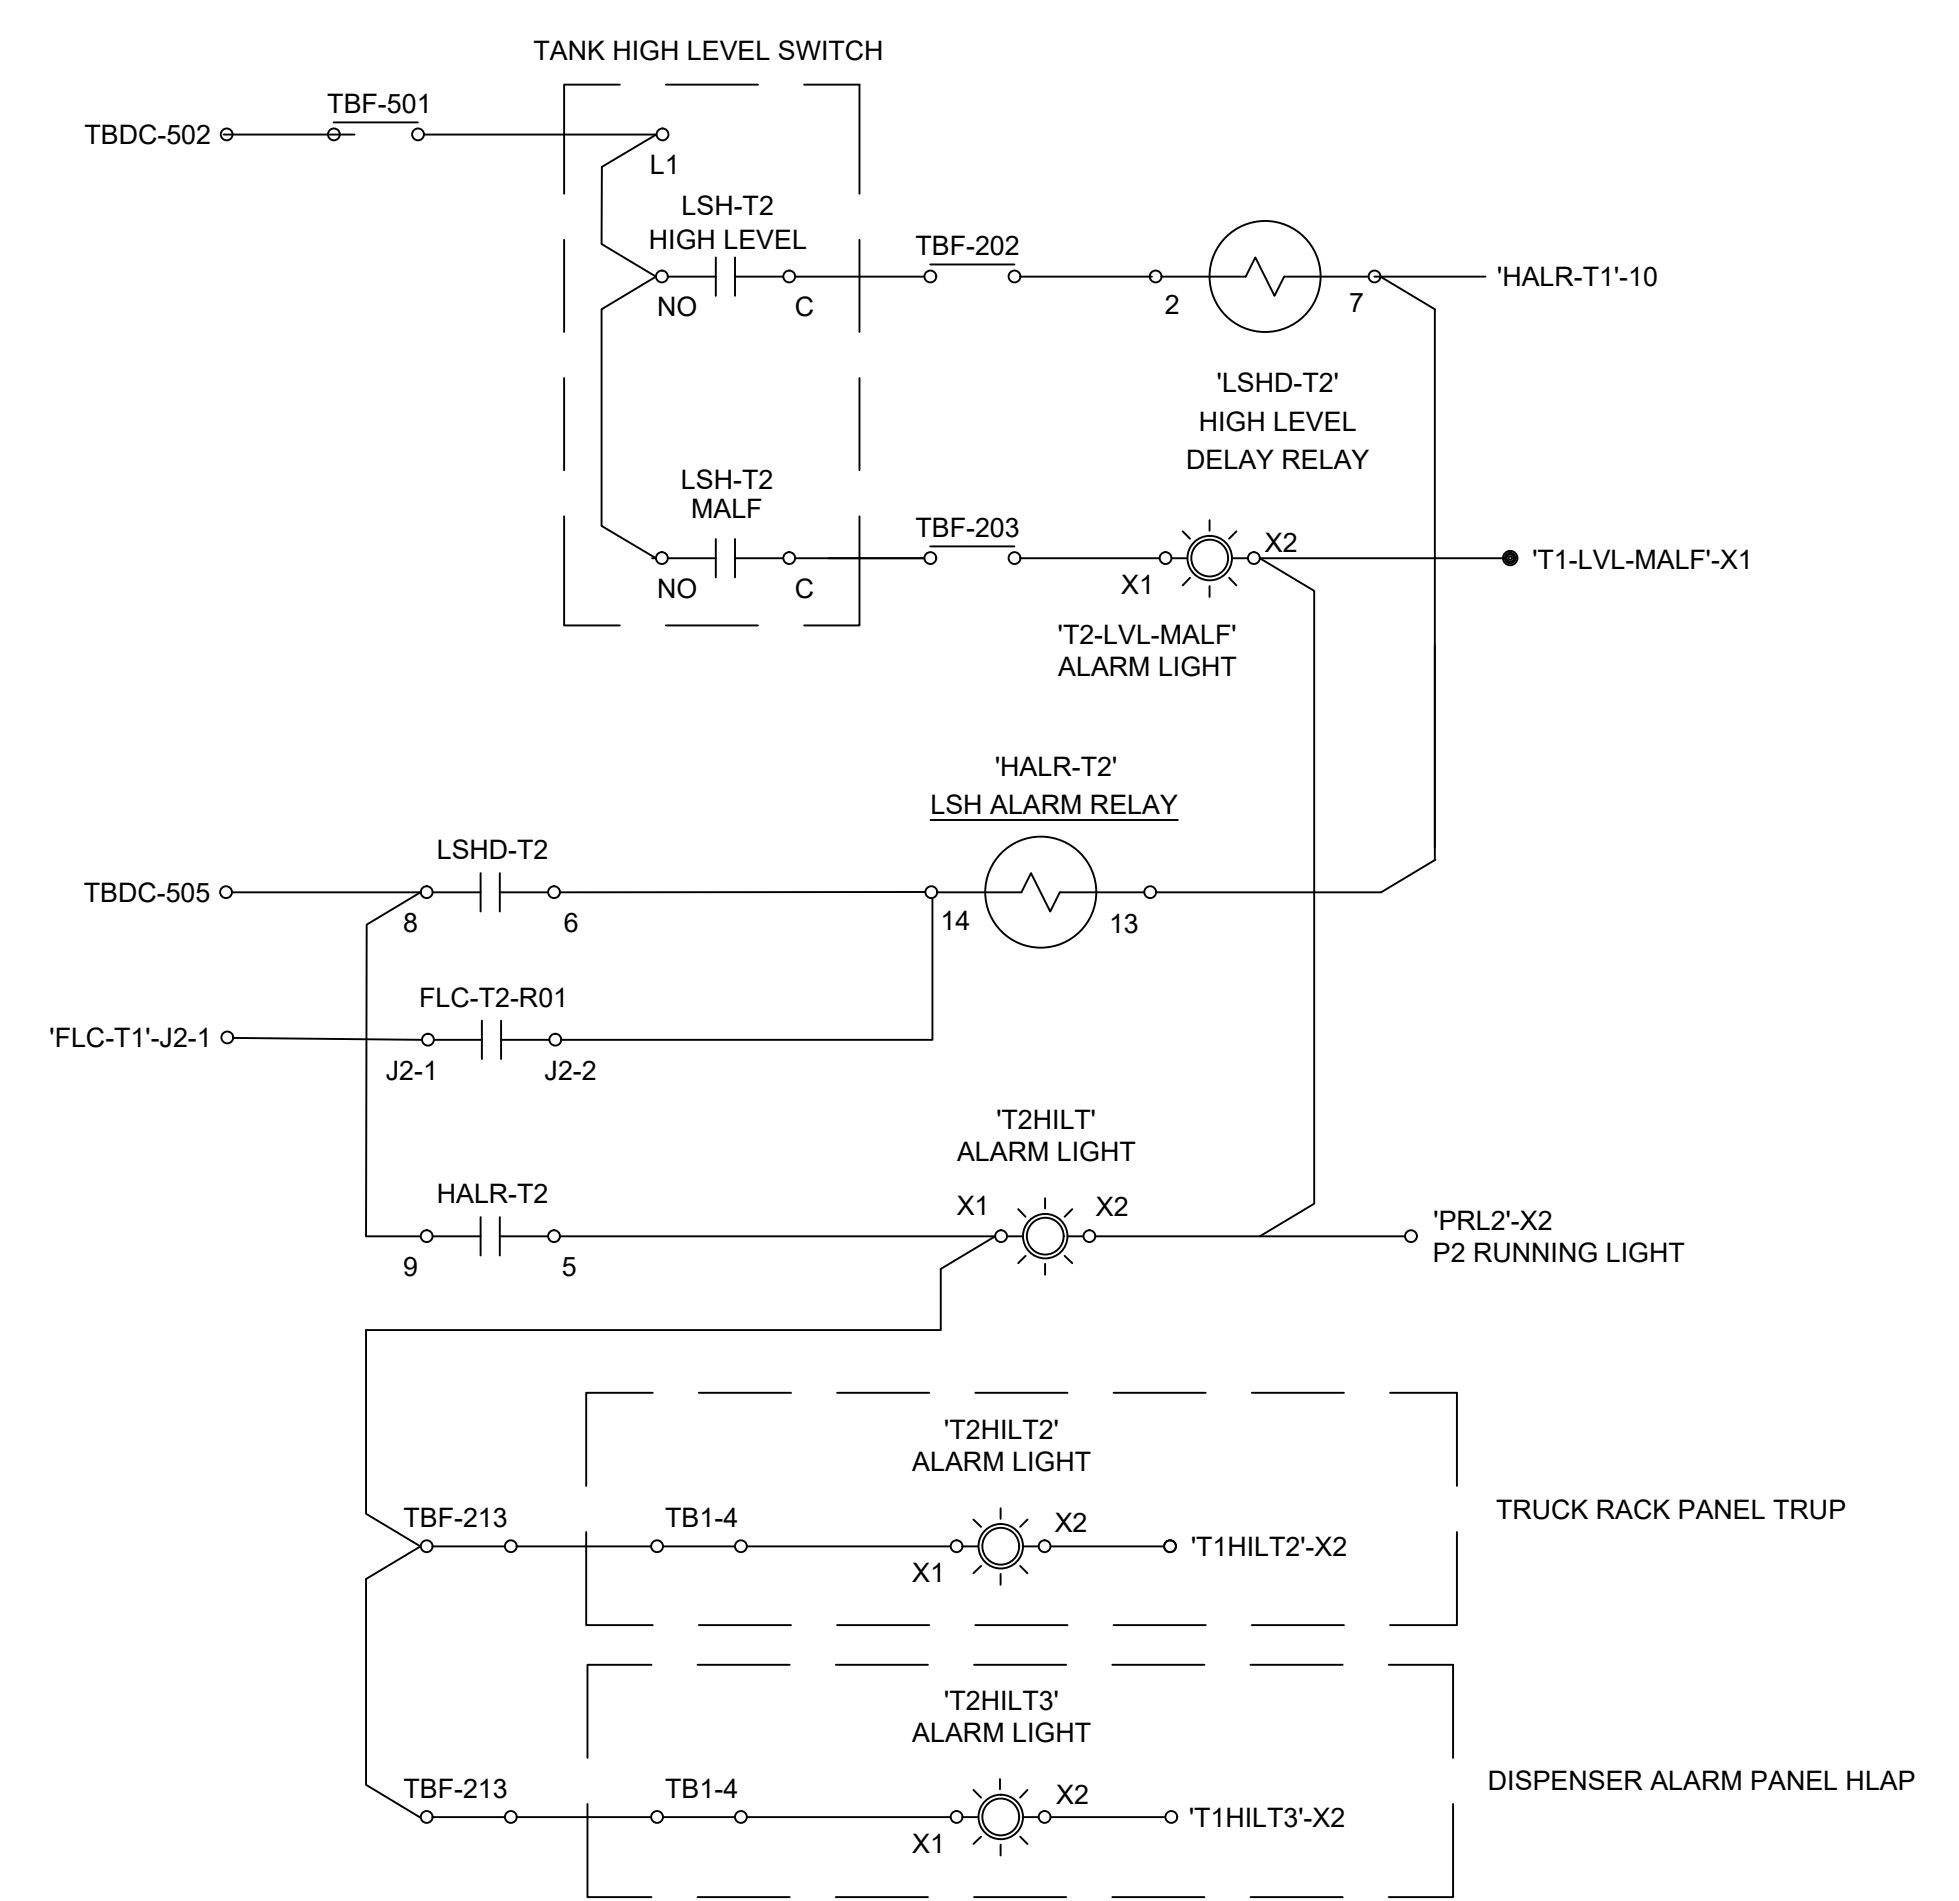 TANK HIGH LEVEL SWITCH
TBF-501
TBDC-502
L1
LSH-T2
HIGH LEVEL
TBF-202
'HALR-T1'-10
NO
C
2
7
'LSHD-T2'
HIGH LEVEL
DELAY RELAY
LSH-T2
MALF
TBF-203
X2
'T1-LVL-MALF'-X1
NO
C
X1
'T2-LVL-MALF'
ALARM LIGHT
'HALR-T2'
LSH ALARM RELAY
LSHD-T2
TBDC-505
8
6
14
13
FLC-T2-R01
'FLC-T1'-J2-1
J2-1
J2-2
'T2HILT'
ALARM LIGHT
HALR-T2
X1
X2
'PRL2'-X2
P2 RUNNING LIGHT
9
5
'T2HILT2'
ALARM LIGHT
TRUCK RACK PANEL TRUP
TBF-213
TB1-4
X2
'T1HILT2'-X2
X1
'T2HILT3'
ALARM LIGHT
DISPENSER ALARM PANEL HLAP
TBF-213
TB1-4
X2
'T1HILT3'-X2
X1